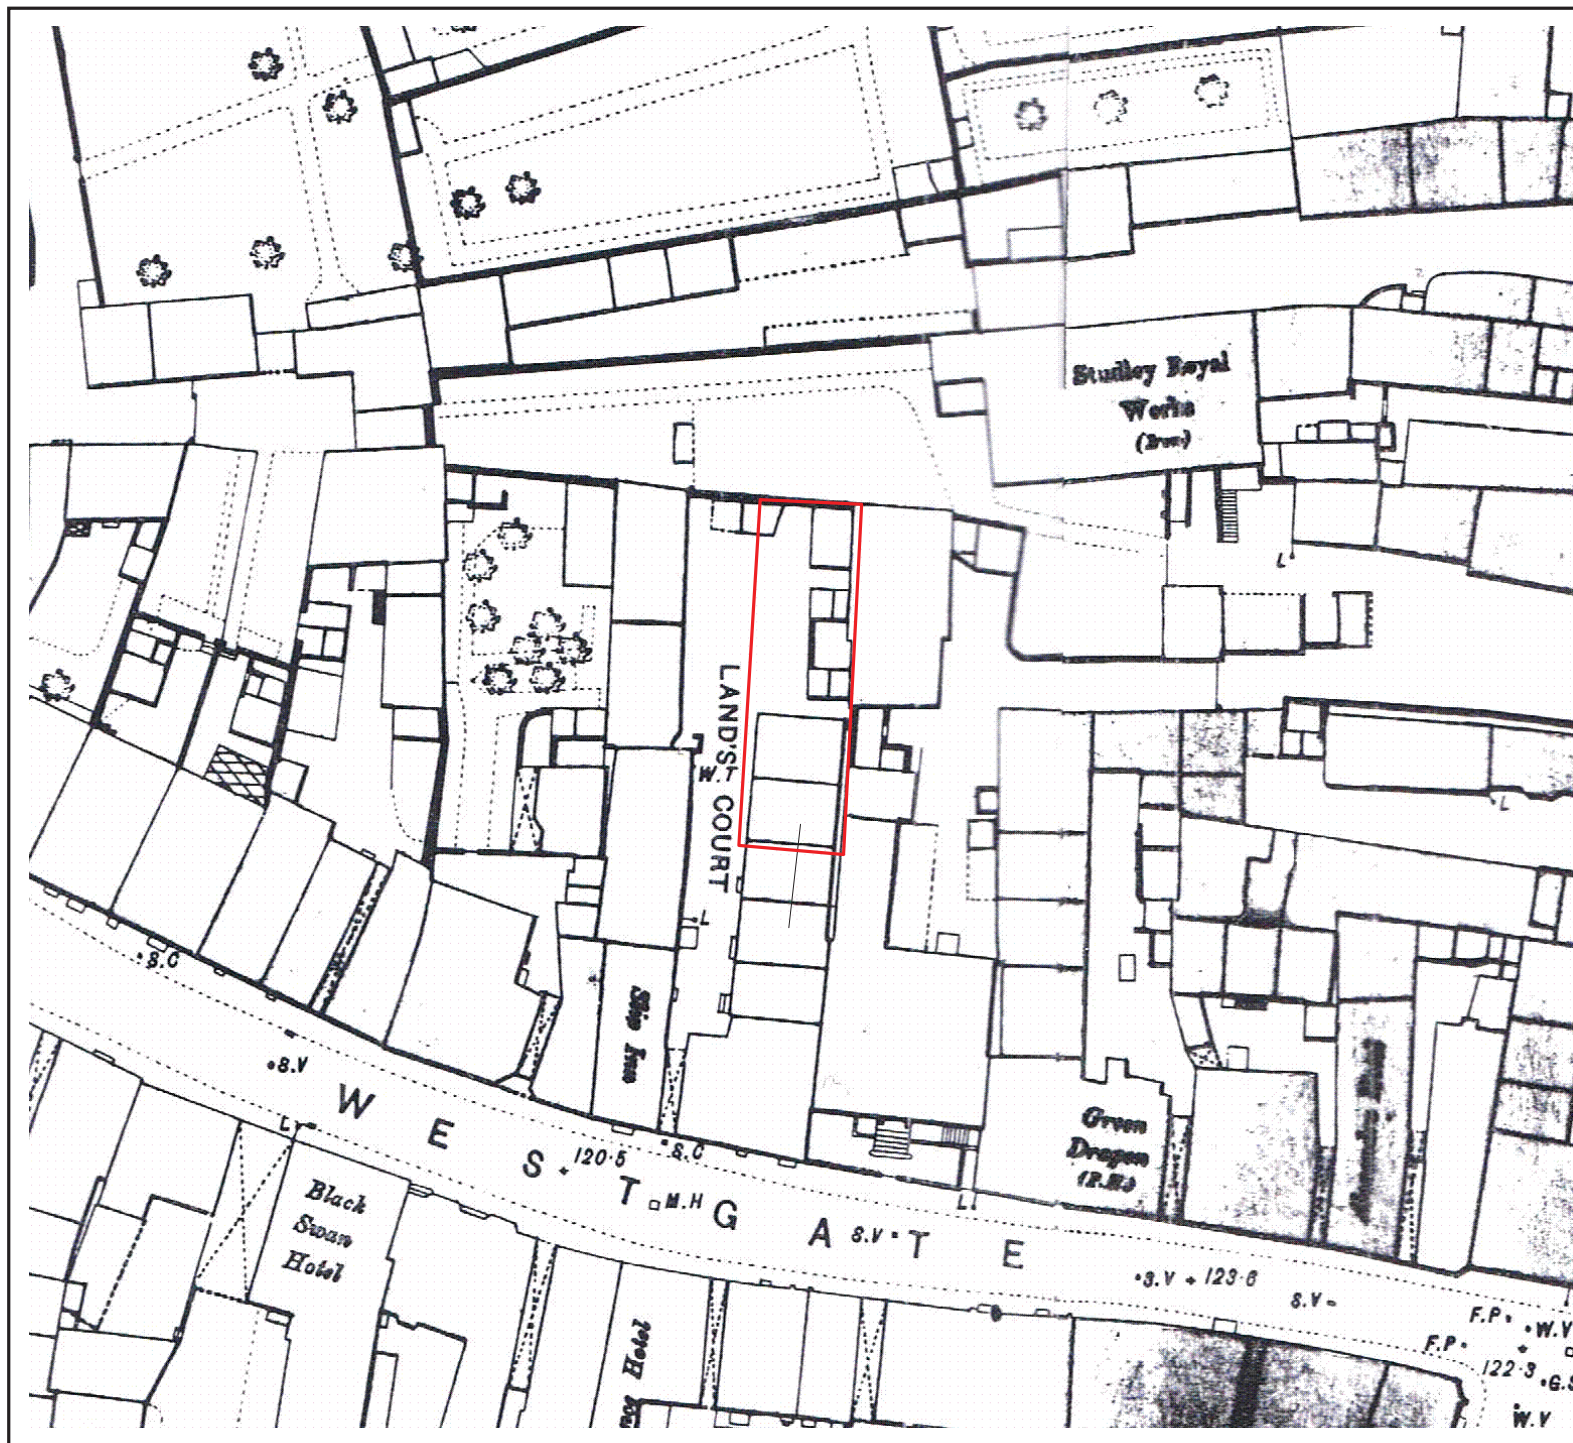 Studley Royal
Works
LAND'S COURT
W.T
L
L
L
S.C
Ship Inn
S.V
WESTGATE
L
120·5
S.C
M.H
S.V
Green
Dragon
(P.H.)
L
Black
Swan
Hotel
S.V
123·6
S.V
Hotel
F.P
W.V
F.P
122·3
W.V